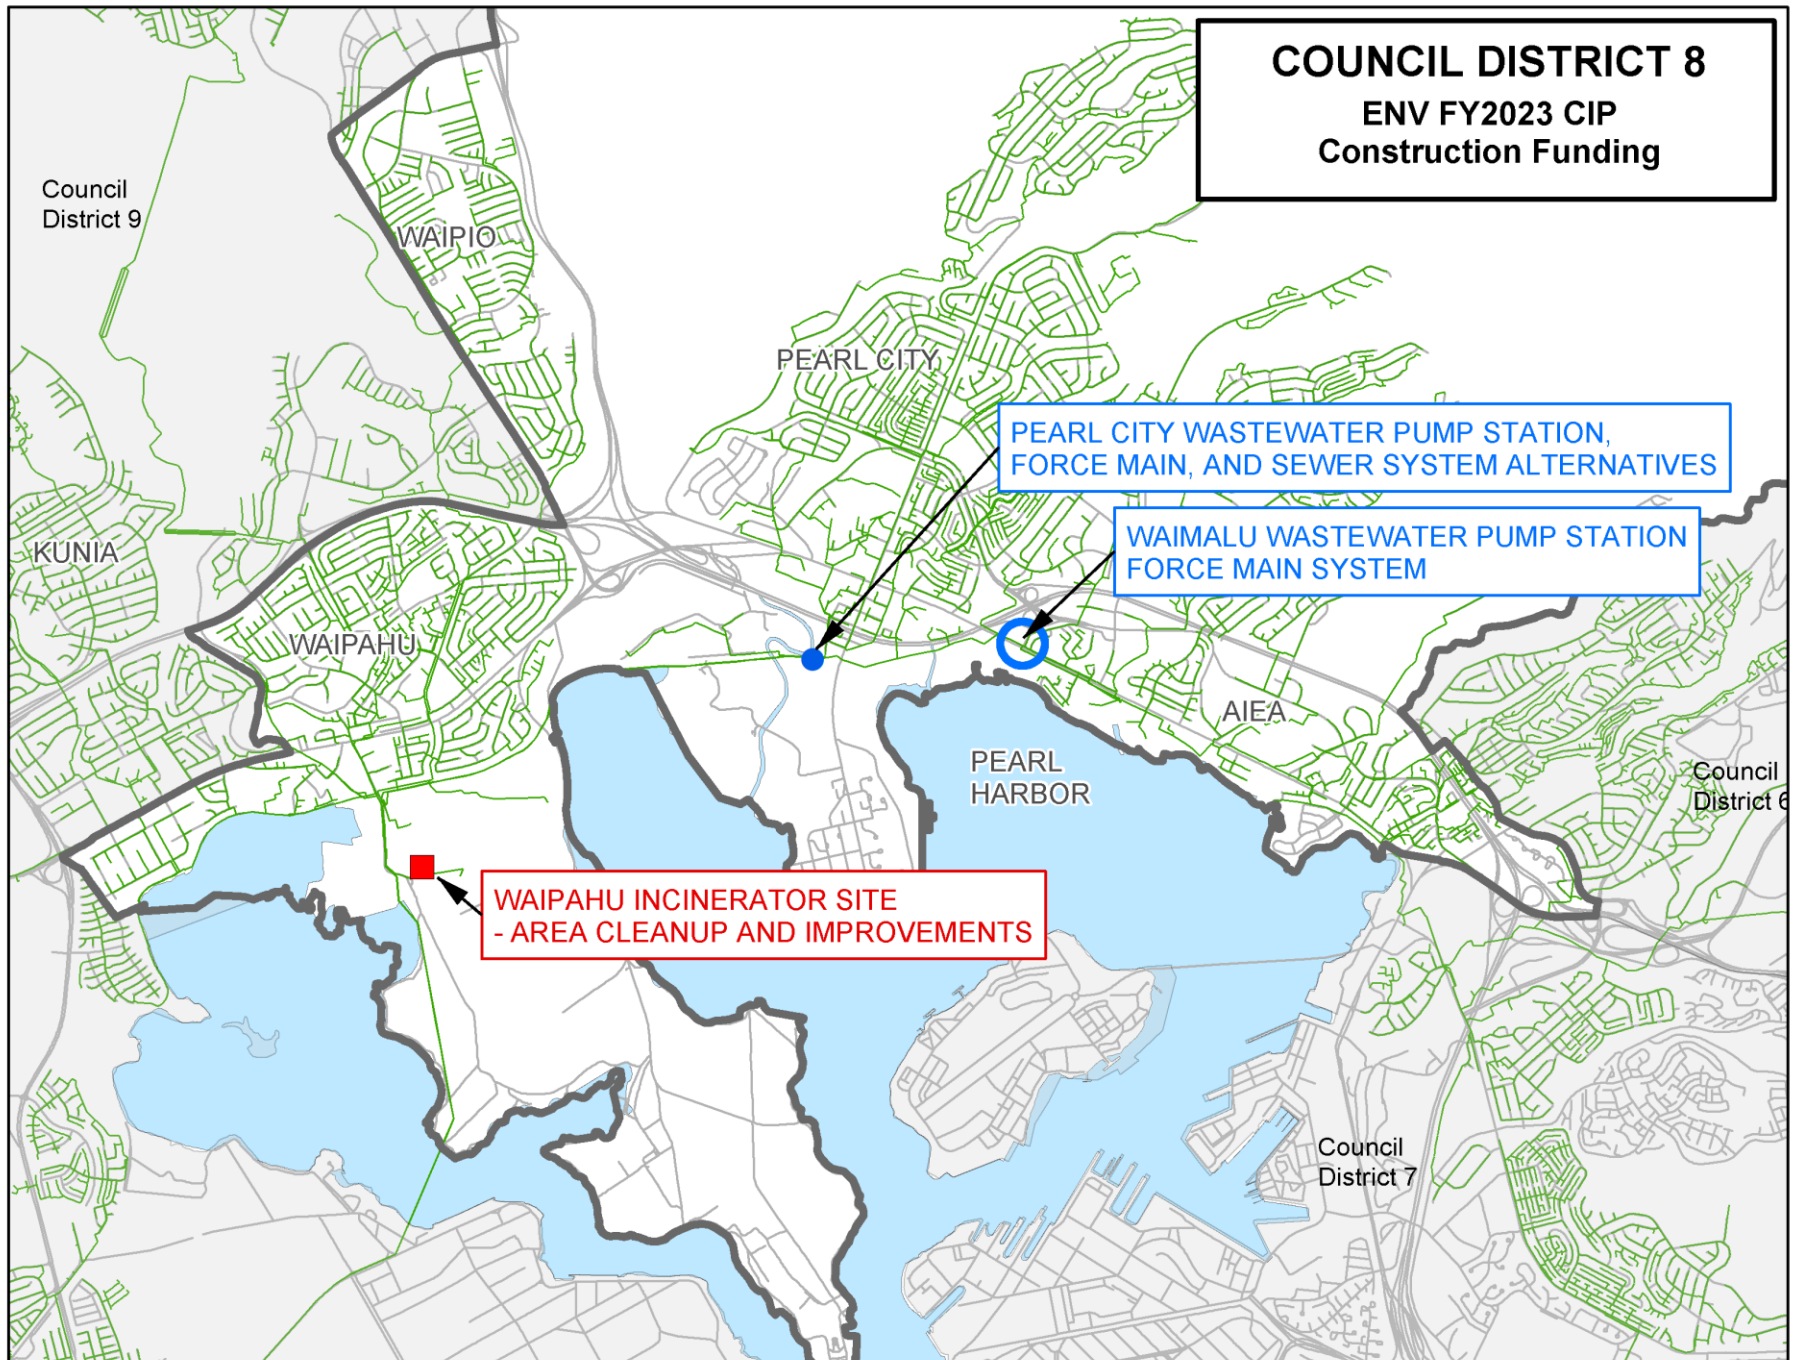 COUNCIL DISTRICT 8
ENV FY2023 CIP
Construction Funding
Council
District 9
WAIPIO
PEARL CITY
PEARL CITY WASTEWATER PUMP STATION,
FORCE MAIN, AND SEWER SYSTEM ALTERNATIVES
WAIMALU WASTEWATER PUMP STATION
FORCE MAIN SYSTEM
KUNIA
WAIPAHU
AIEA
PEARL
HARBOR
Council
District 6
WAIPAHU INCINERATOR SITE
- AREA CLEANUP AND IMPROVEMENTS
Council
District 7